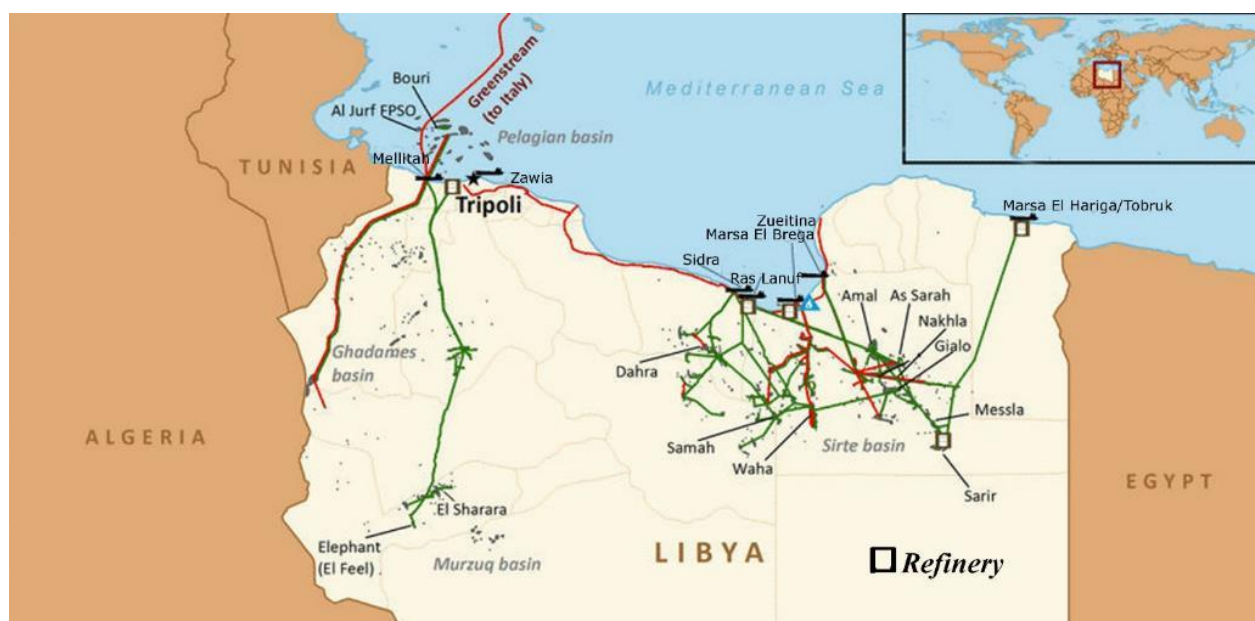 Bouri
Al Jurf FPSO
Greenstream
(to Italy)
Mediterranean Sea
Pelagian basin
TUNISIA
Mellitah
Zawia
Tripoli
Zueitina
Marsa El Brega
Marsa El Hariga/Tobruk
Sidra
Ras Lanuf
Amal
As Sarah
Nakhla
Gialo
Ghadames
basin
Dahra
Messla
ALGERIA
Samah
Waha
Sirte basin
Sarir
EGYPT
El Sharara
Elephant
(El Feel)
Murzuq basin
LIBYA
Refinery